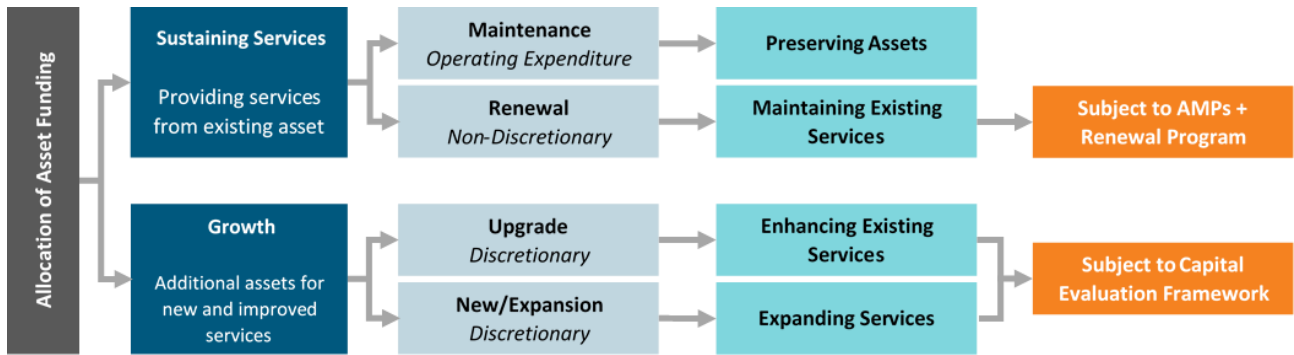 Allocation of Asset Funding
Sustaining Services
Providing services
from existing asset
Maintenance
Operating Expenditure
Preserving Assets
Renewal
Non-Discretionary
Maintaining Existing
Services
Subject to AMPs +
Renewal Program
Growth
Additional assets for
new and improved
services
Upgrade
Discretionary
Enhancing Existing
Services
New/Expansion
Discretionary
Expanding Services
Subject to Capital
Evaluation Framework